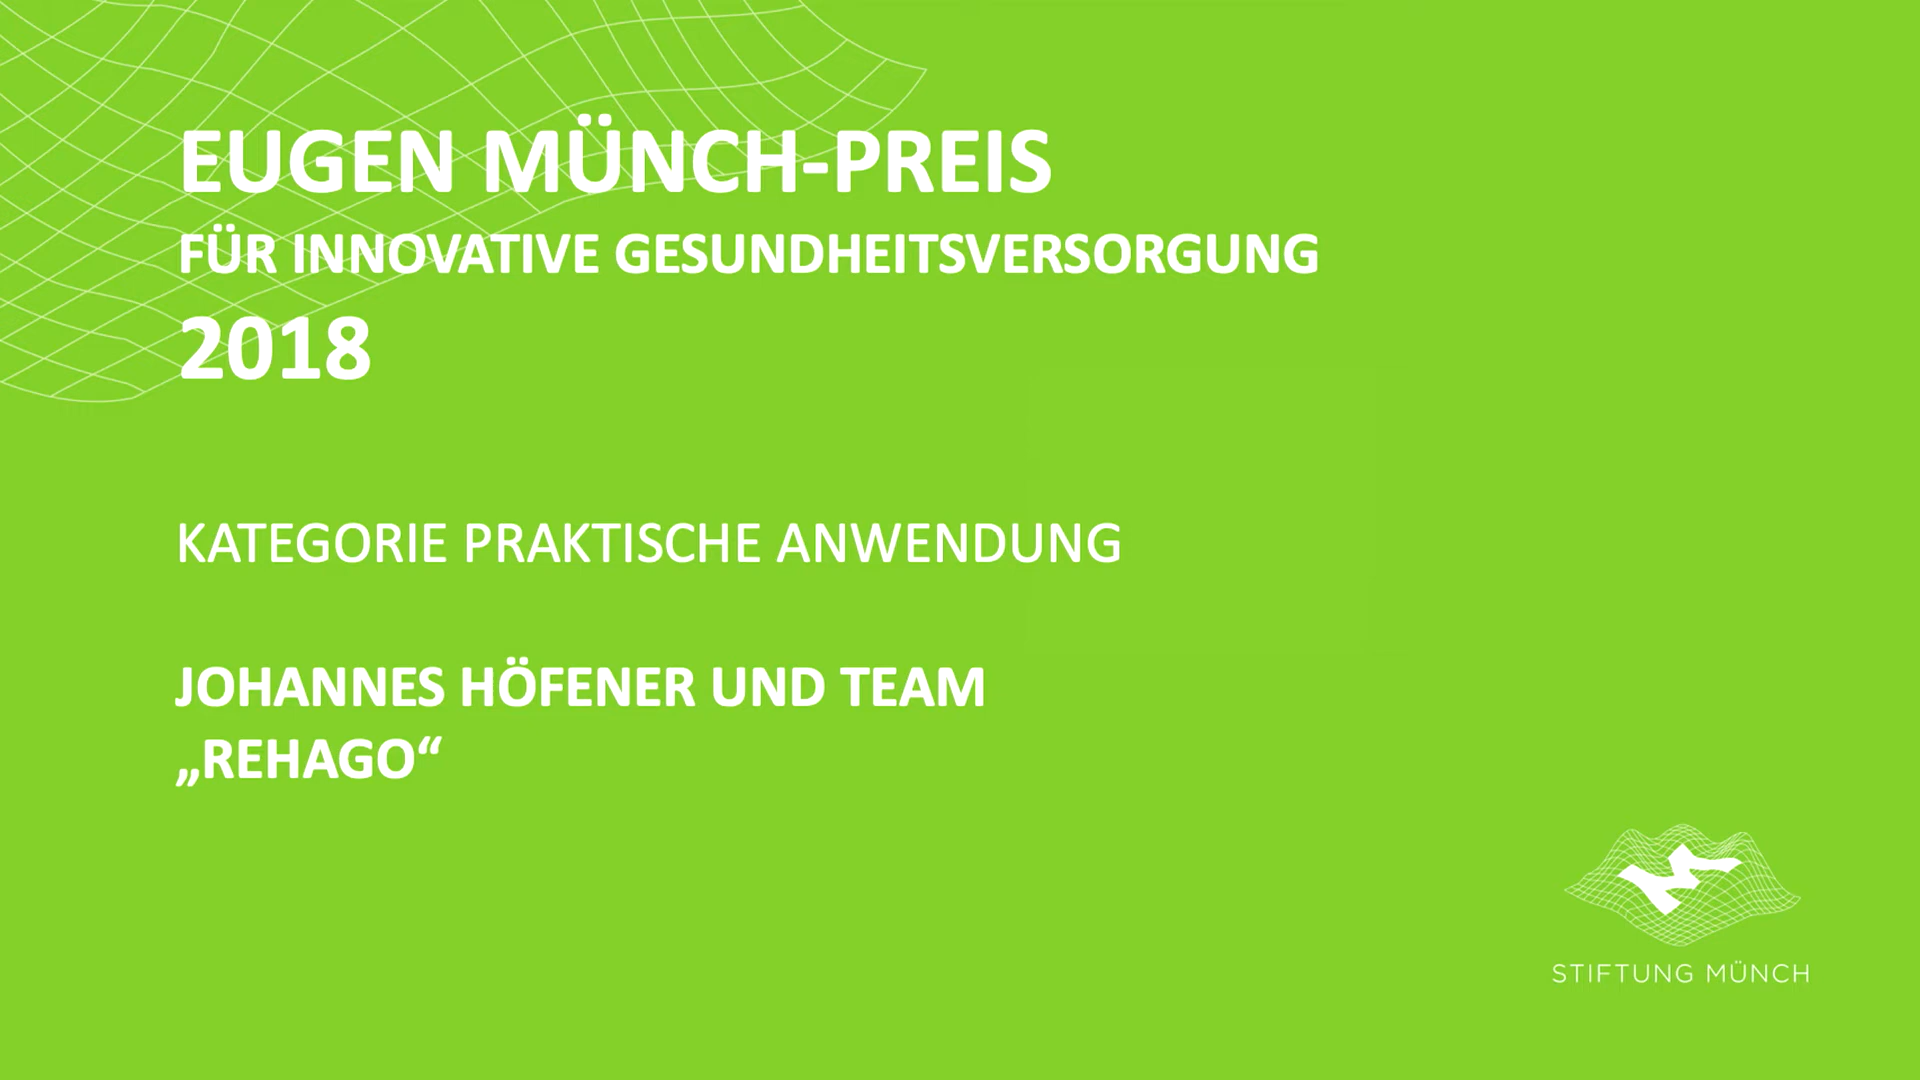 EUGEN MÜNCH-PREIS
FÜR INNOVATIVE GESUNDHEITSVERSORGUNG
2018
KATEGORIE PRAKTISCHE ANWENDUNG
JOHANNES HÖFENER UND TEAM
„REHAGO“
STIFTUNG MÜNCH